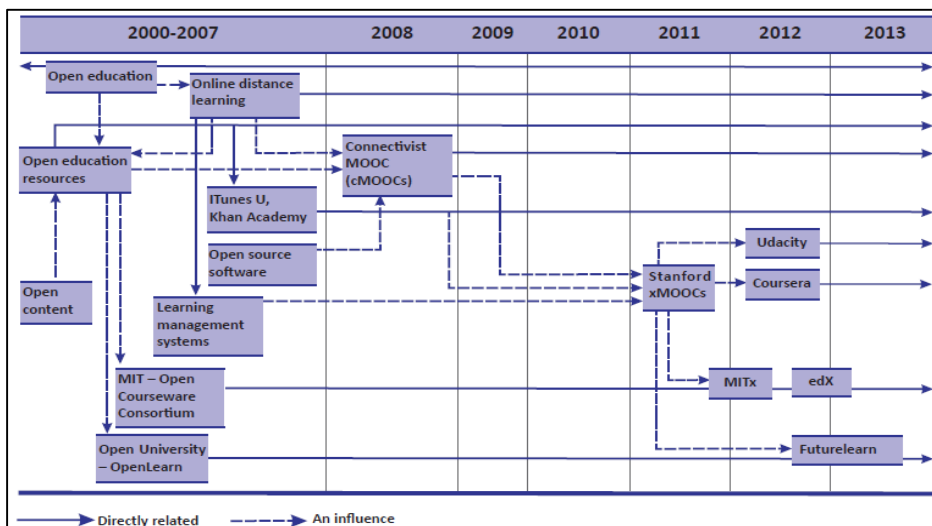 2000-2007 2008 2009 2010 2011 2012 2013
Open education
Online distance
learning
Open education
resources
Connectivist
MOOC
(cMOOCs)
ITunes U,
Khan Academy
Open source
software
Udacity
Stanford
xMOOCs
Coursera
Open
content
Learning
management
systems
MIT – Open
Courseware
Consortium
MITx
edX
Open University
– OpenLearn
Futurelearn
Directly related
An influence